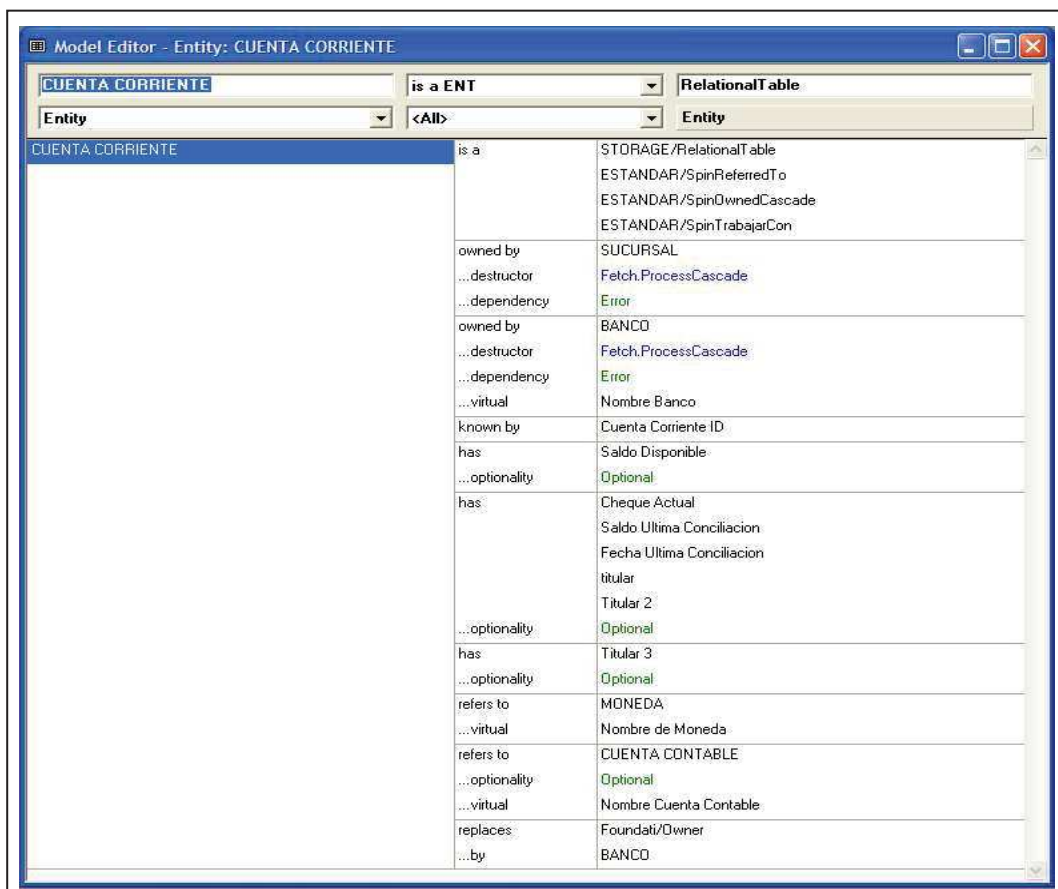 Model Editor - Entity: CUENTA CORRIENTE
CUENTA CORRIENTE is a ENT RelationalTable
Entity <All> Entity
CUENTA CORRIENTE is a STORAGE/RelationalTable
ESTANDAR/SpinReferredTo
ESTANDAR/SpinOwnedCascade
ESTANDAR/SpinTrabajarCon
owned by SUCURSAL
...destructor Fetch.ProcessCascade
...dependency Error
owned by BANCO
...destructor Fetch.ProcessCascade
...dependency Error
...virtual Nombre Banco
known by Cuenta Corriente ID
has Saldo Disponible
...optionality Optional
has Cheque Actual
Saldo Ultima Conciliacion
Fecha Ultima Conciliacion
titular
Titular 2
...optionality Optional
has Titular 3
...optionality Optional
refers to MONEDA
...virtual Nombre de Moneda
refers to CUENTA CONTABLE
...optionality Optional
...virtual Nombre Cuenta Contable
replaces Foundati/Owner
...by BANCO